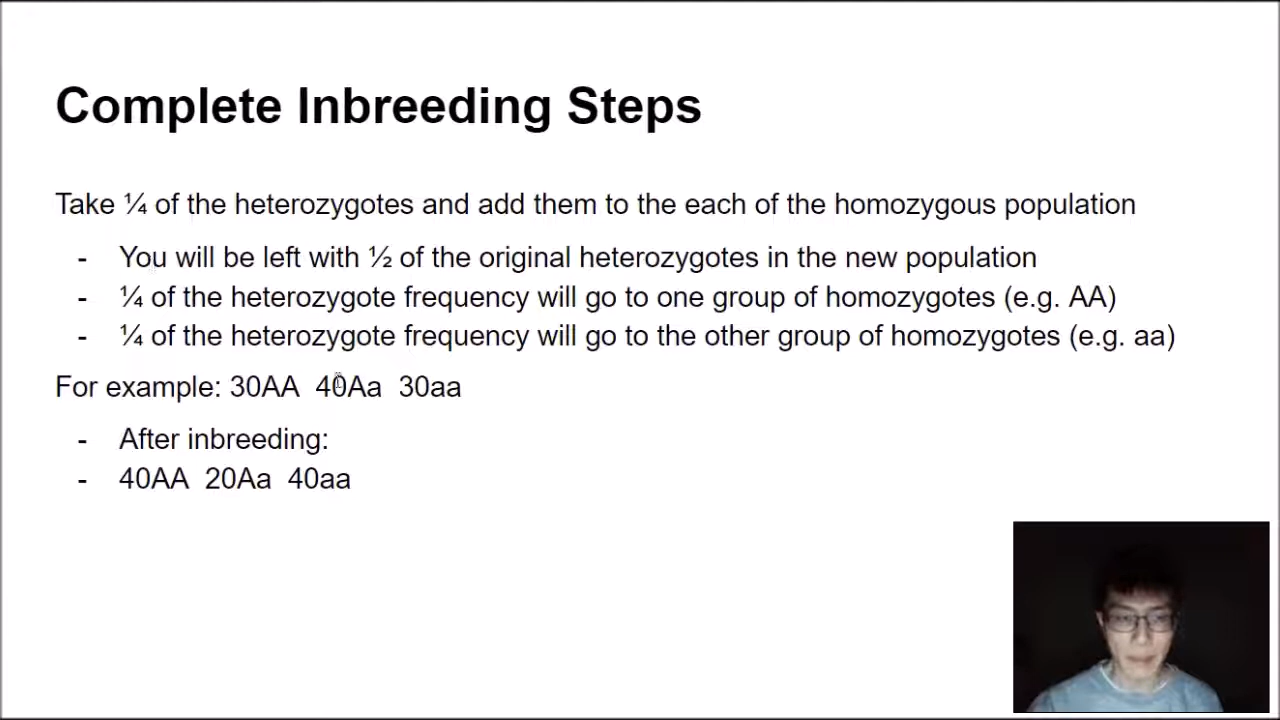 Complete Inbreeding Steps
Take ¼ of the heterozygotes and add them to the each of the homozygous population
- You will be left with ½ of the original heterozygotes in the new population
- ¼ of the heterozygote frequency will go to one group of homozygotes (e.g. AA)
- ¼ of the heterozygote frequency will go to the other group of homozygotes (e.g. aa)
For example: 30AA 40Aa 30aa
- After inbreeding:
- 40AA 20Aa 40aa